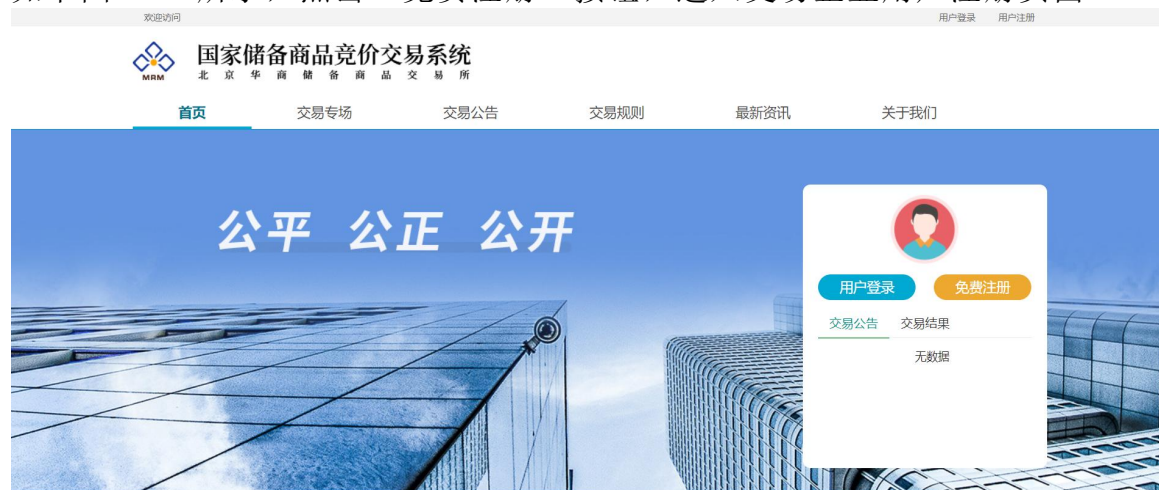 欢迎访问 用户登录 用户注册
MRM
国家储备商品竞价交易系统
北京华商储备商品交易所
首页 交易专场 交易公告 交易规则 最新资讯 关于我们
公平 公正 公开
用户登录 免费注册
交易公告 交易结果
无数据